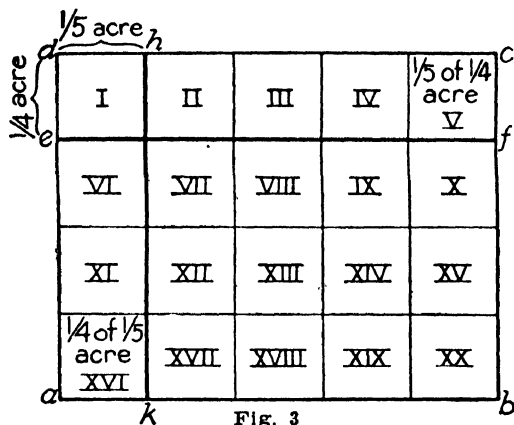 1/5 acre
d h c
1/4 acre
I II III IV 1/5 of 1/4
acre
V
e f
VI VII VIII IX X
XI XII XIII XIV XV
1/4 of 1/5
acre
XVI XVII XVIII XIX XX
a k b
Fig. 3